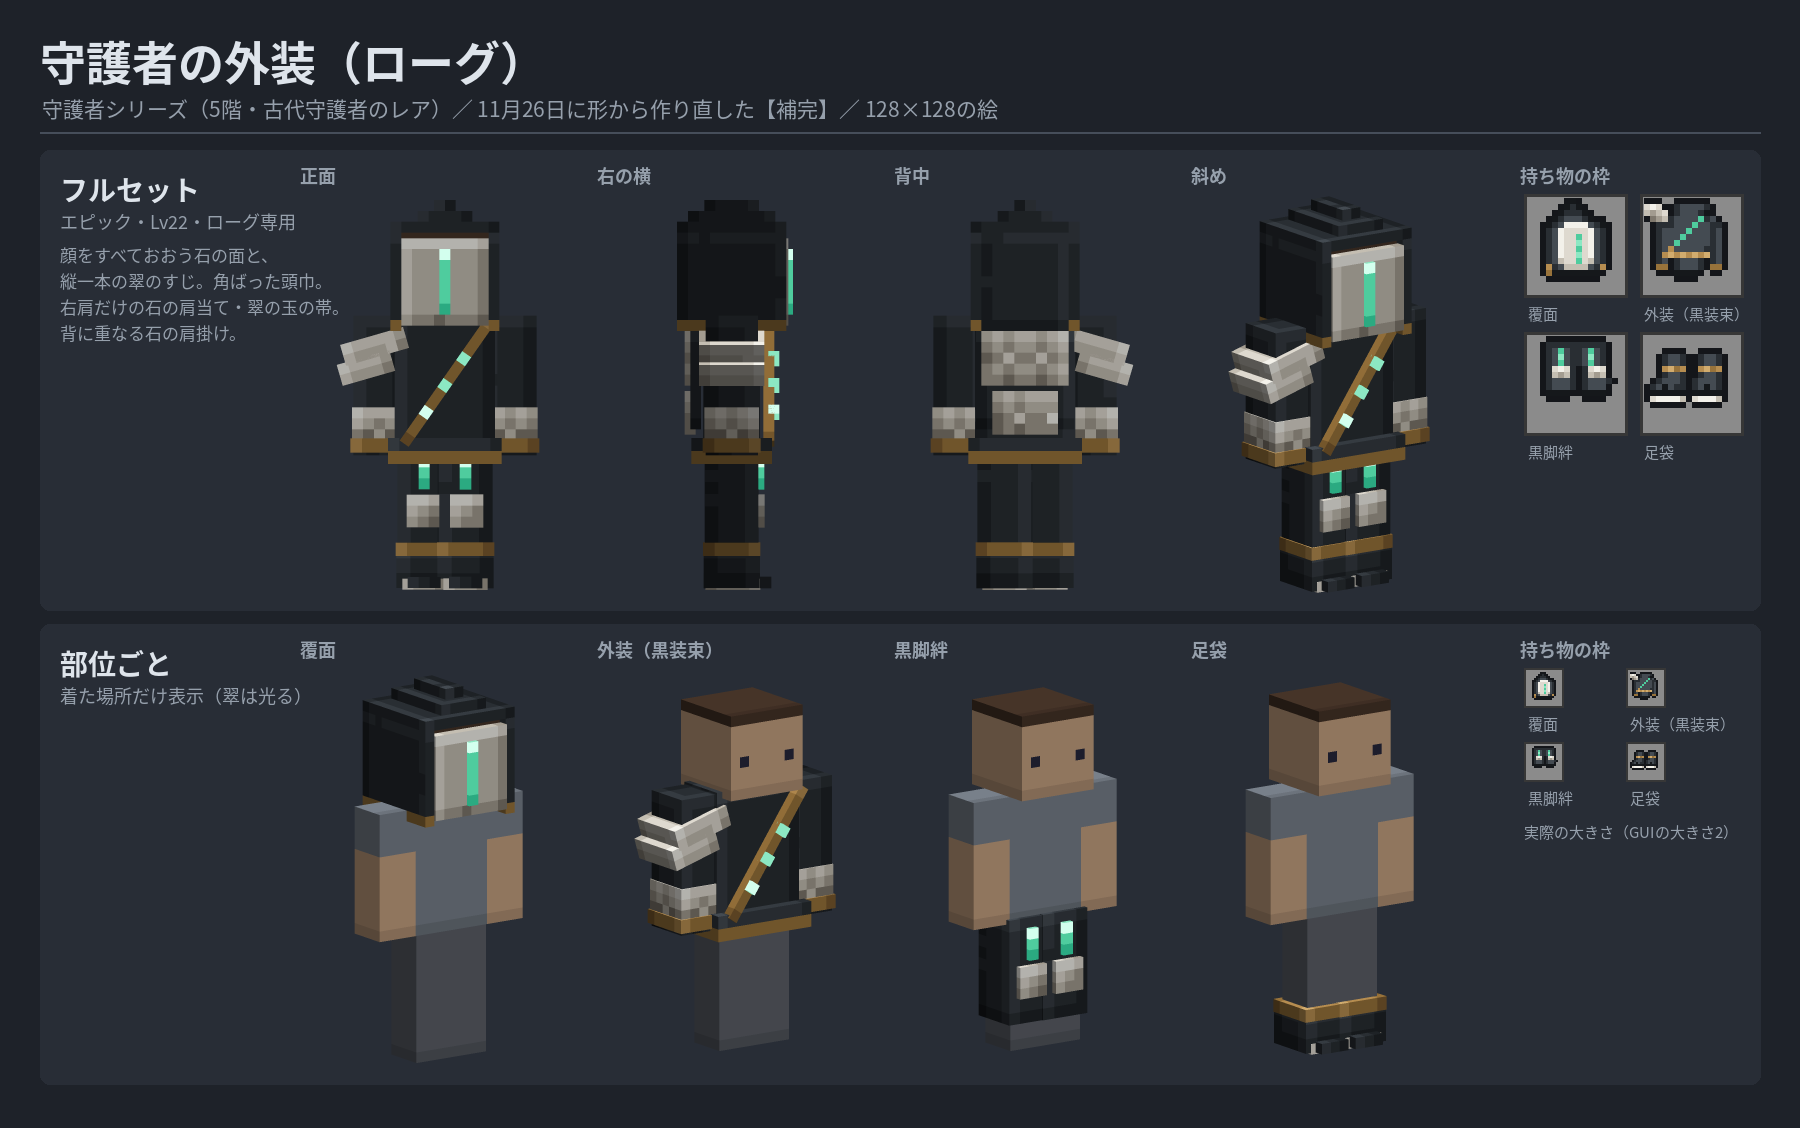 守護者の外装（ローグ）
守護者シリーズ（5階・古代守護者のレア）／ 11月26日に形から作り直した【補完】／ 128×128の絵
フルセット
エピック・Lv22・ローグ専用
顔をすべておおう石の面と、
縦一本の翠のすじ。角ばった頭巾。
右肩だけの石の肩当て・翠の玉の帯。
背に重なる石の肩掛け。
正面
右の横
背中
斜め
持ち物の枠
覆面
外装（黒装束）
黒脚絆
足袋
部位ごと
着た場所だけ表示（翠は光る）
覆面
外装（黒装束）
黒脚絆
足袋
持ち物の枠
覆面
外装（黒装束）
黒脚絆
足袋
実際の大きさ（GUIの大きさ2）